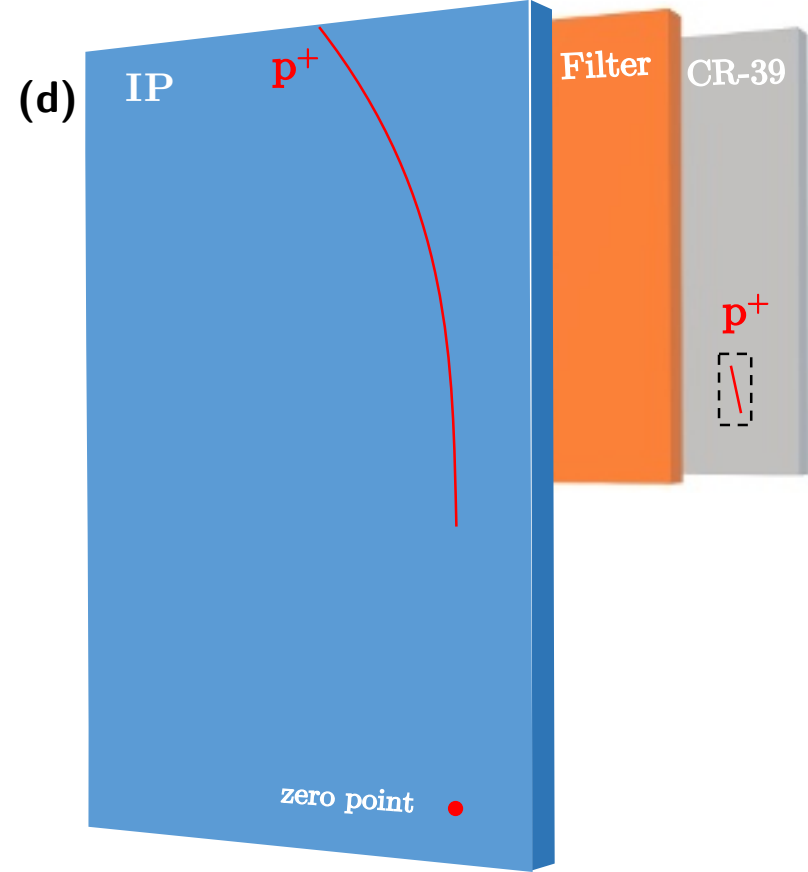 (d)
IP
p⁺
Filter
CR-39
p⁺
zero point